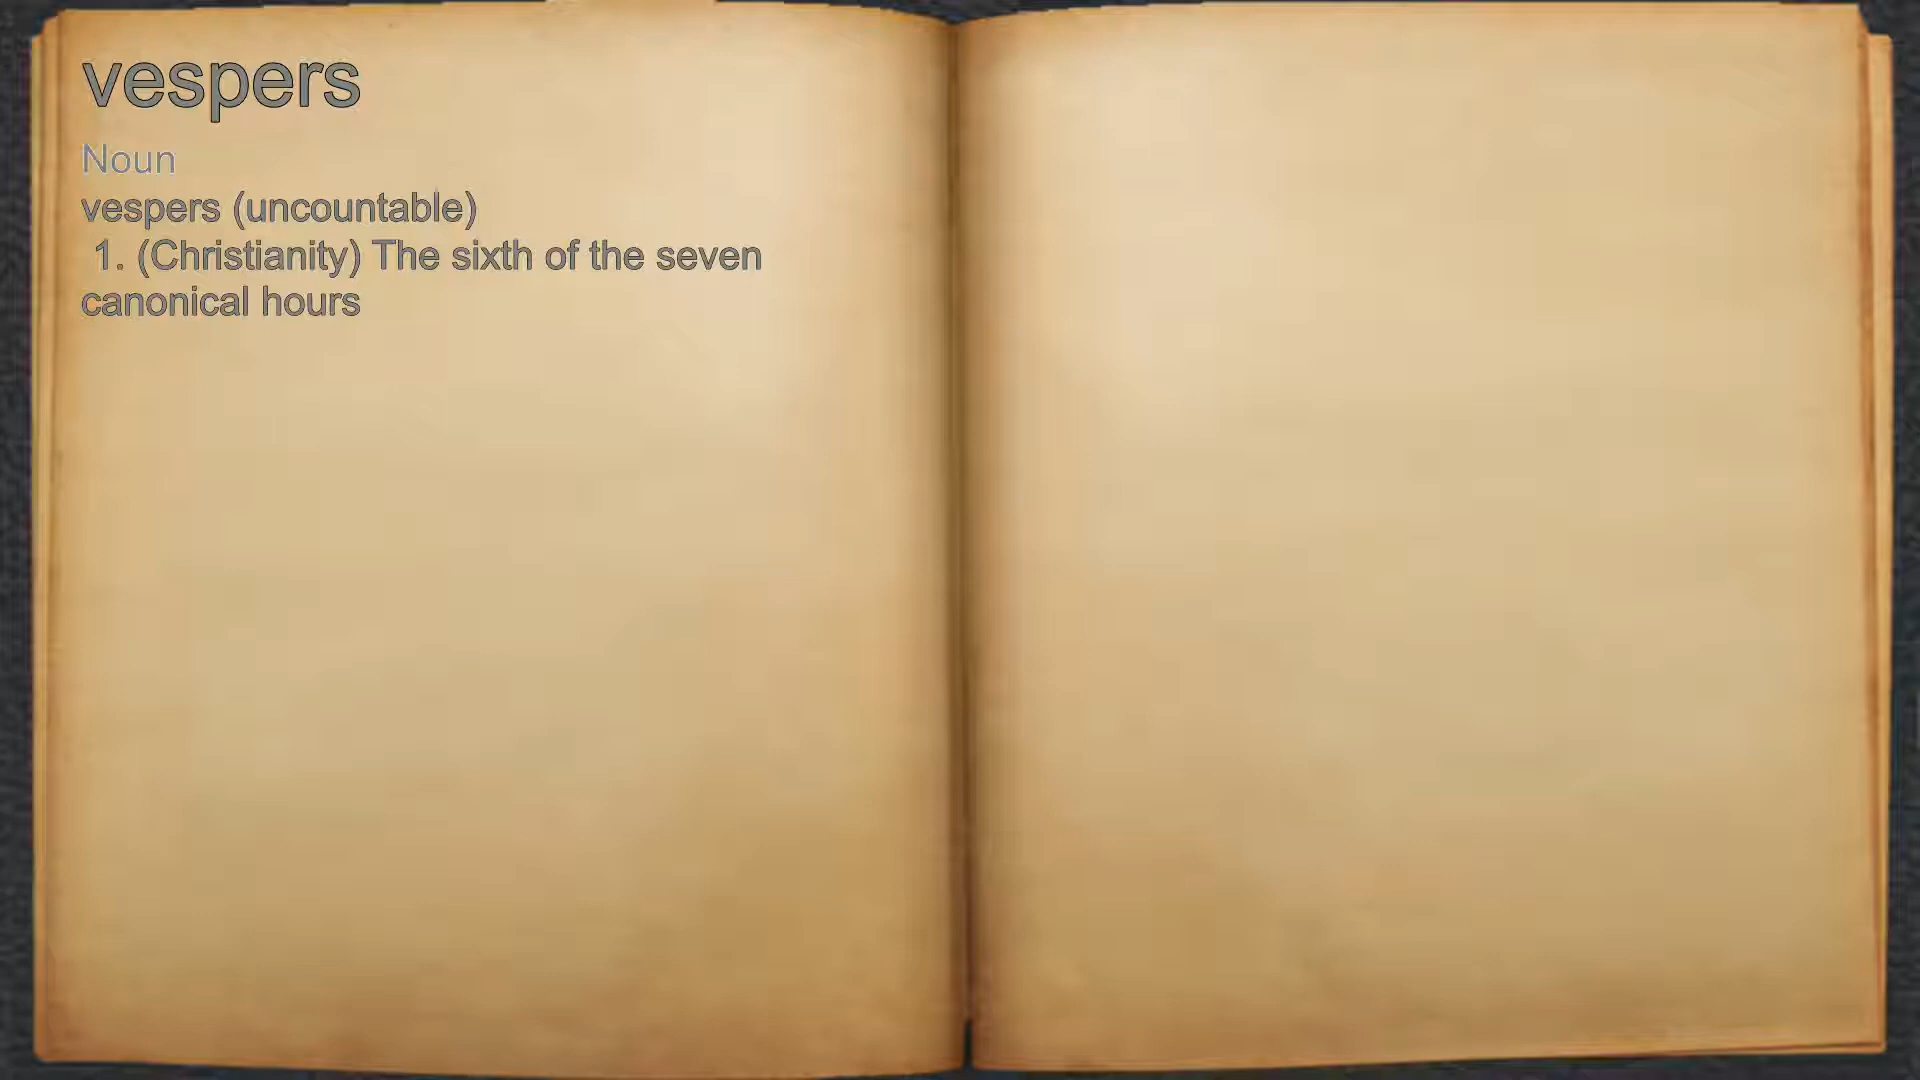 vespers
Noun
vespers (uncountable)
1. (Christianity) The sixth of the seven
canonical hours